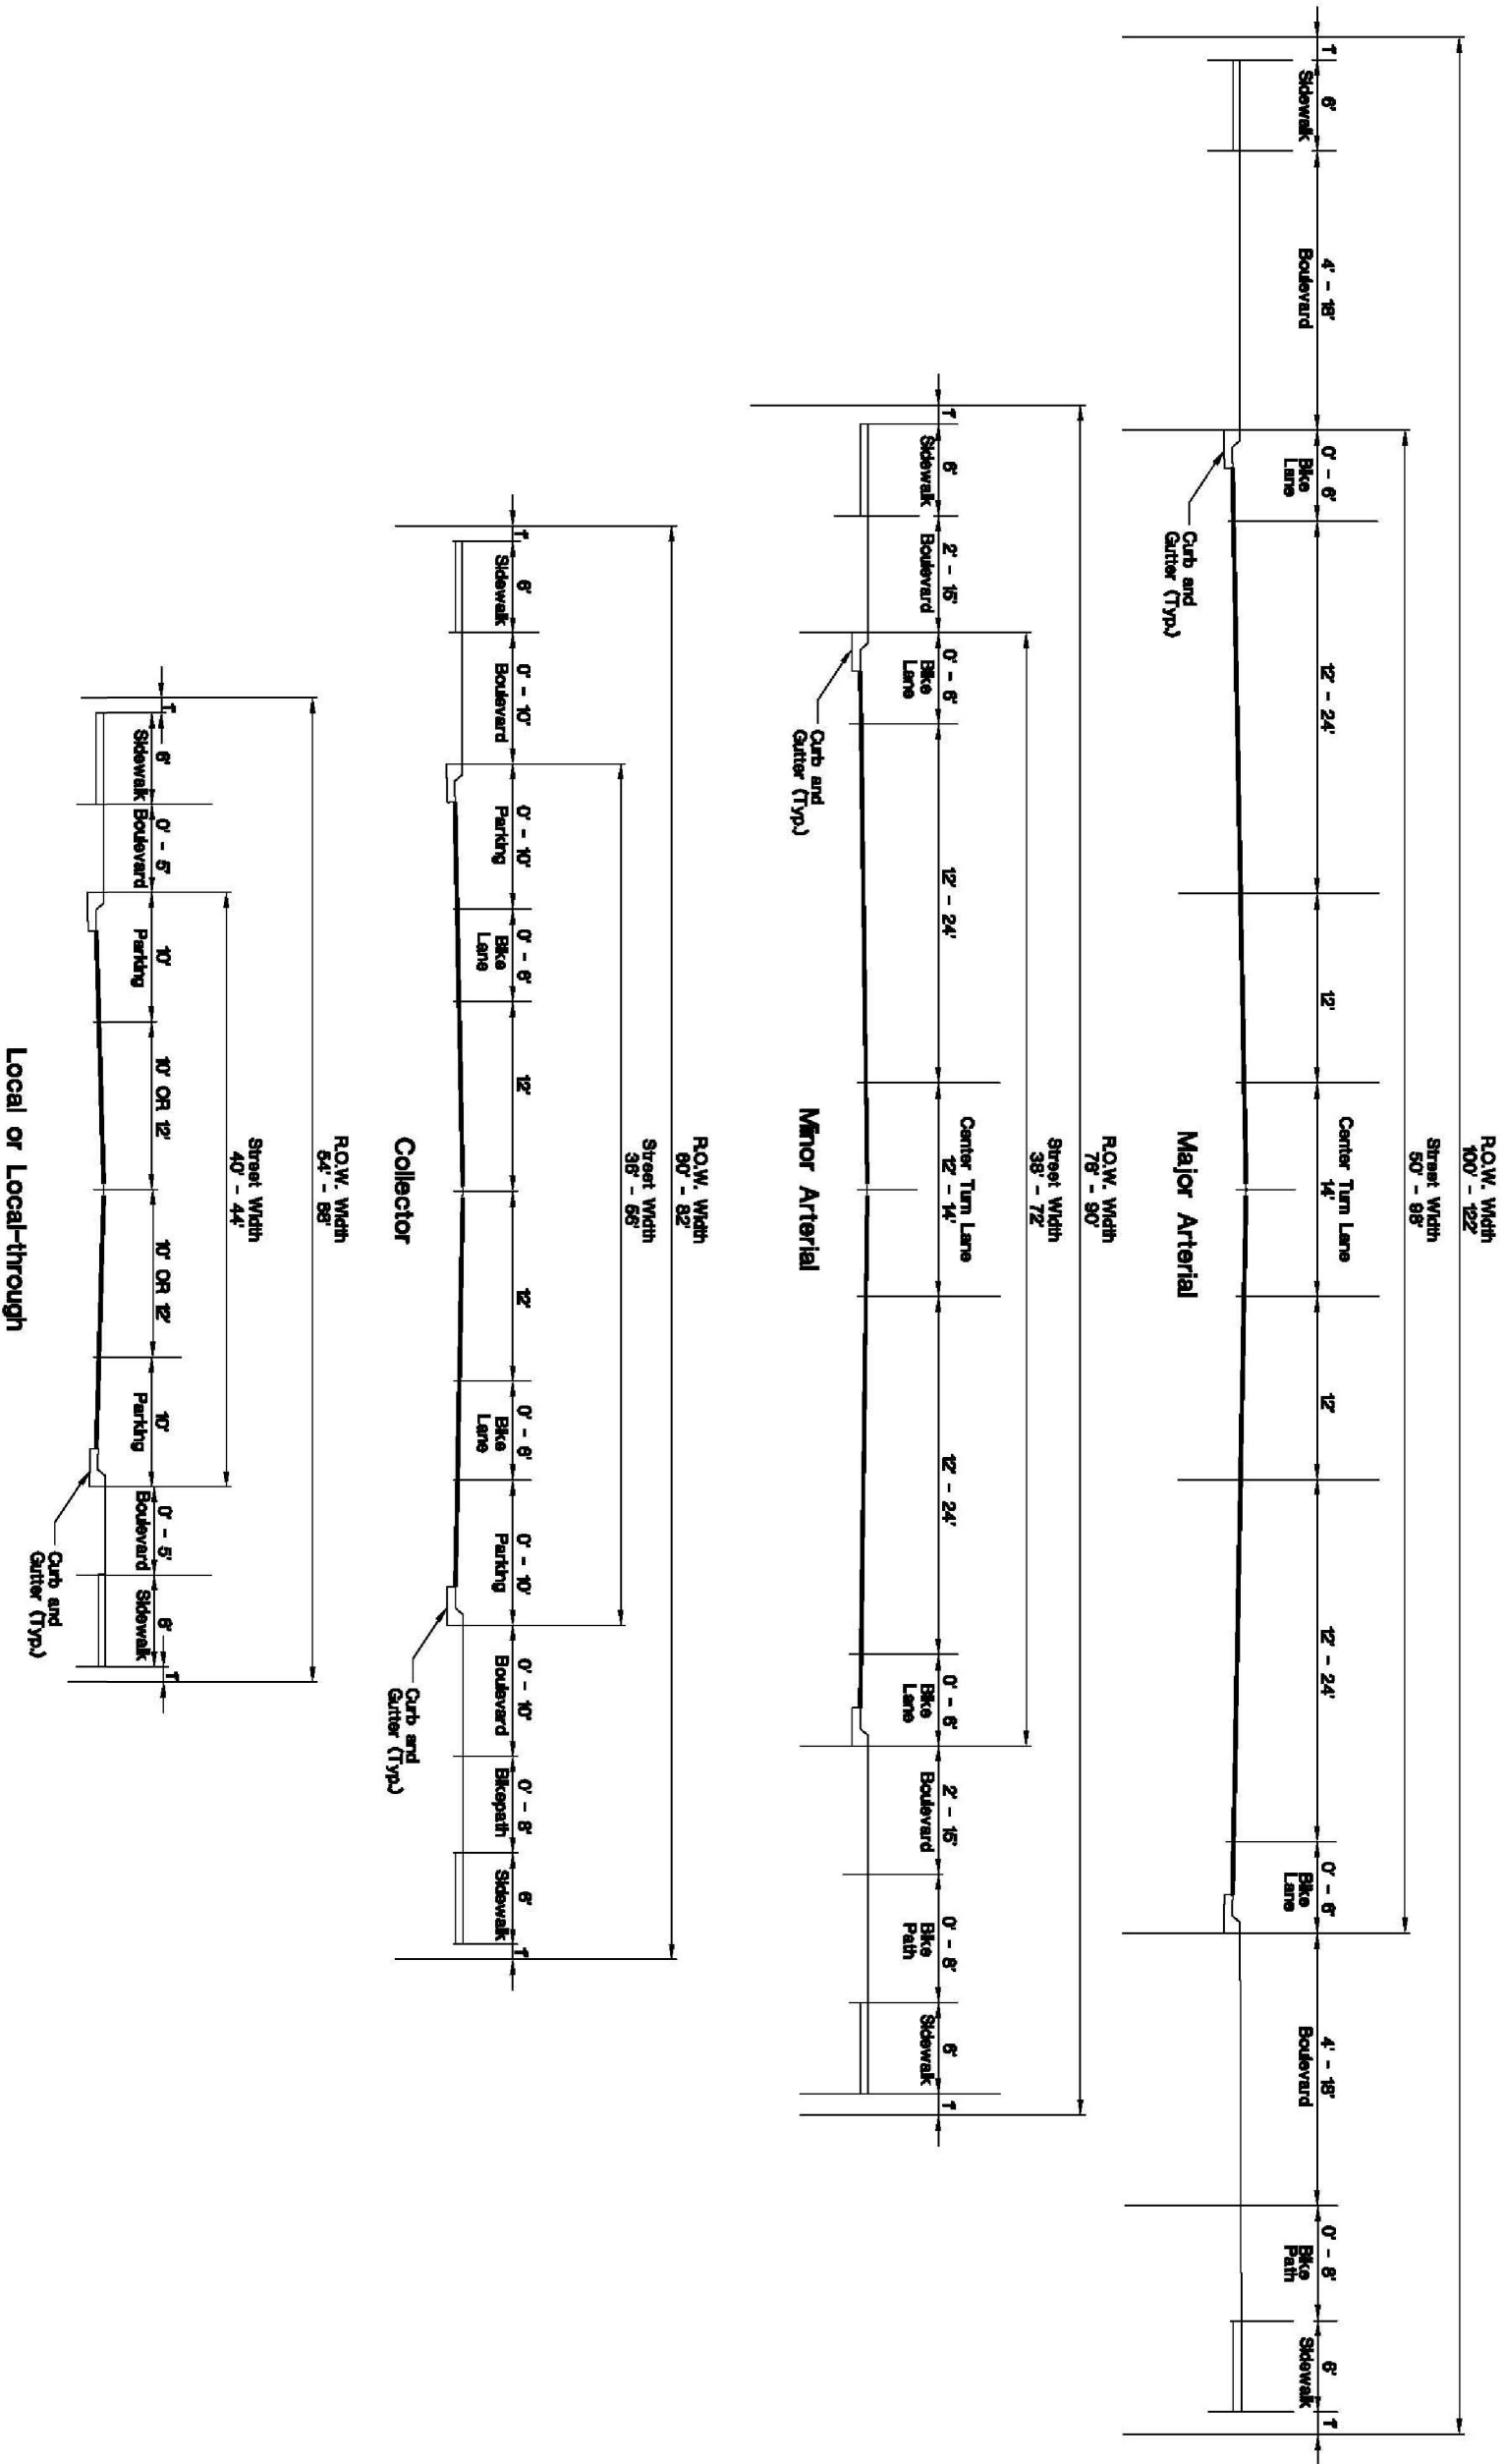 R.O.W. Width
100' - 122'
Street Width
50' - 98'
1'
6'
Sidewalk
4' - 18'
Boulevard
0' - 6'
Bike
Lane
12' - 24'
12'
Center Turn Lane
14'
12'
12' - 24'
0' - 6'
Bike
Lane
4' - 18'
Boulevard
0' - 8'
Bike
Path
6'
Sidewalk
1'
Curb and
Gutter (Typ.)
Major Arterial
R.O.W. Width
76' - 90'
Street Width
38' - 72'
1'
6'
Sidewalk
2' - 15'
Boulevard
0' - 6'
Bike
Lane
12' - 24'
Center Turn Lane
12' - 14'
12' - 24'
0' - 6'
Bike
Lane
2' - 15'
Boulevard
0' - 8'
Bike
Path
6'
Sidewalk
1'
Curb and
Gutter (Typ.)
Minor Arterial
R.O.W. Width
60' - 82'
Street Width
36' - 56'
1'
6'
Sidewalk
0' - 10'
Boulevard
0' - 10'
Parking
0' - 6'
Bike
Lane
12'
12'
0' - 6'
Bike
Lane
0' - 10'
Parking
0' - 10'
Boulevard
0' - 8'
Bikepath
6'
Sidewalk
1'
Collector
Curb and
Gutter (Typ.)
R.O.W. Width
54' - 68'
Street Width
40' - 44'
1'
6'
Sidewalk
0' - 5'
Boulevard
10'
Parking
10' OR 12'
10' OR 12'
10'
Parking
0' - 5'
Boulevard
6'
Sidewalk
1'
Curb and
Gutter (Typ.)
Local or Local-through